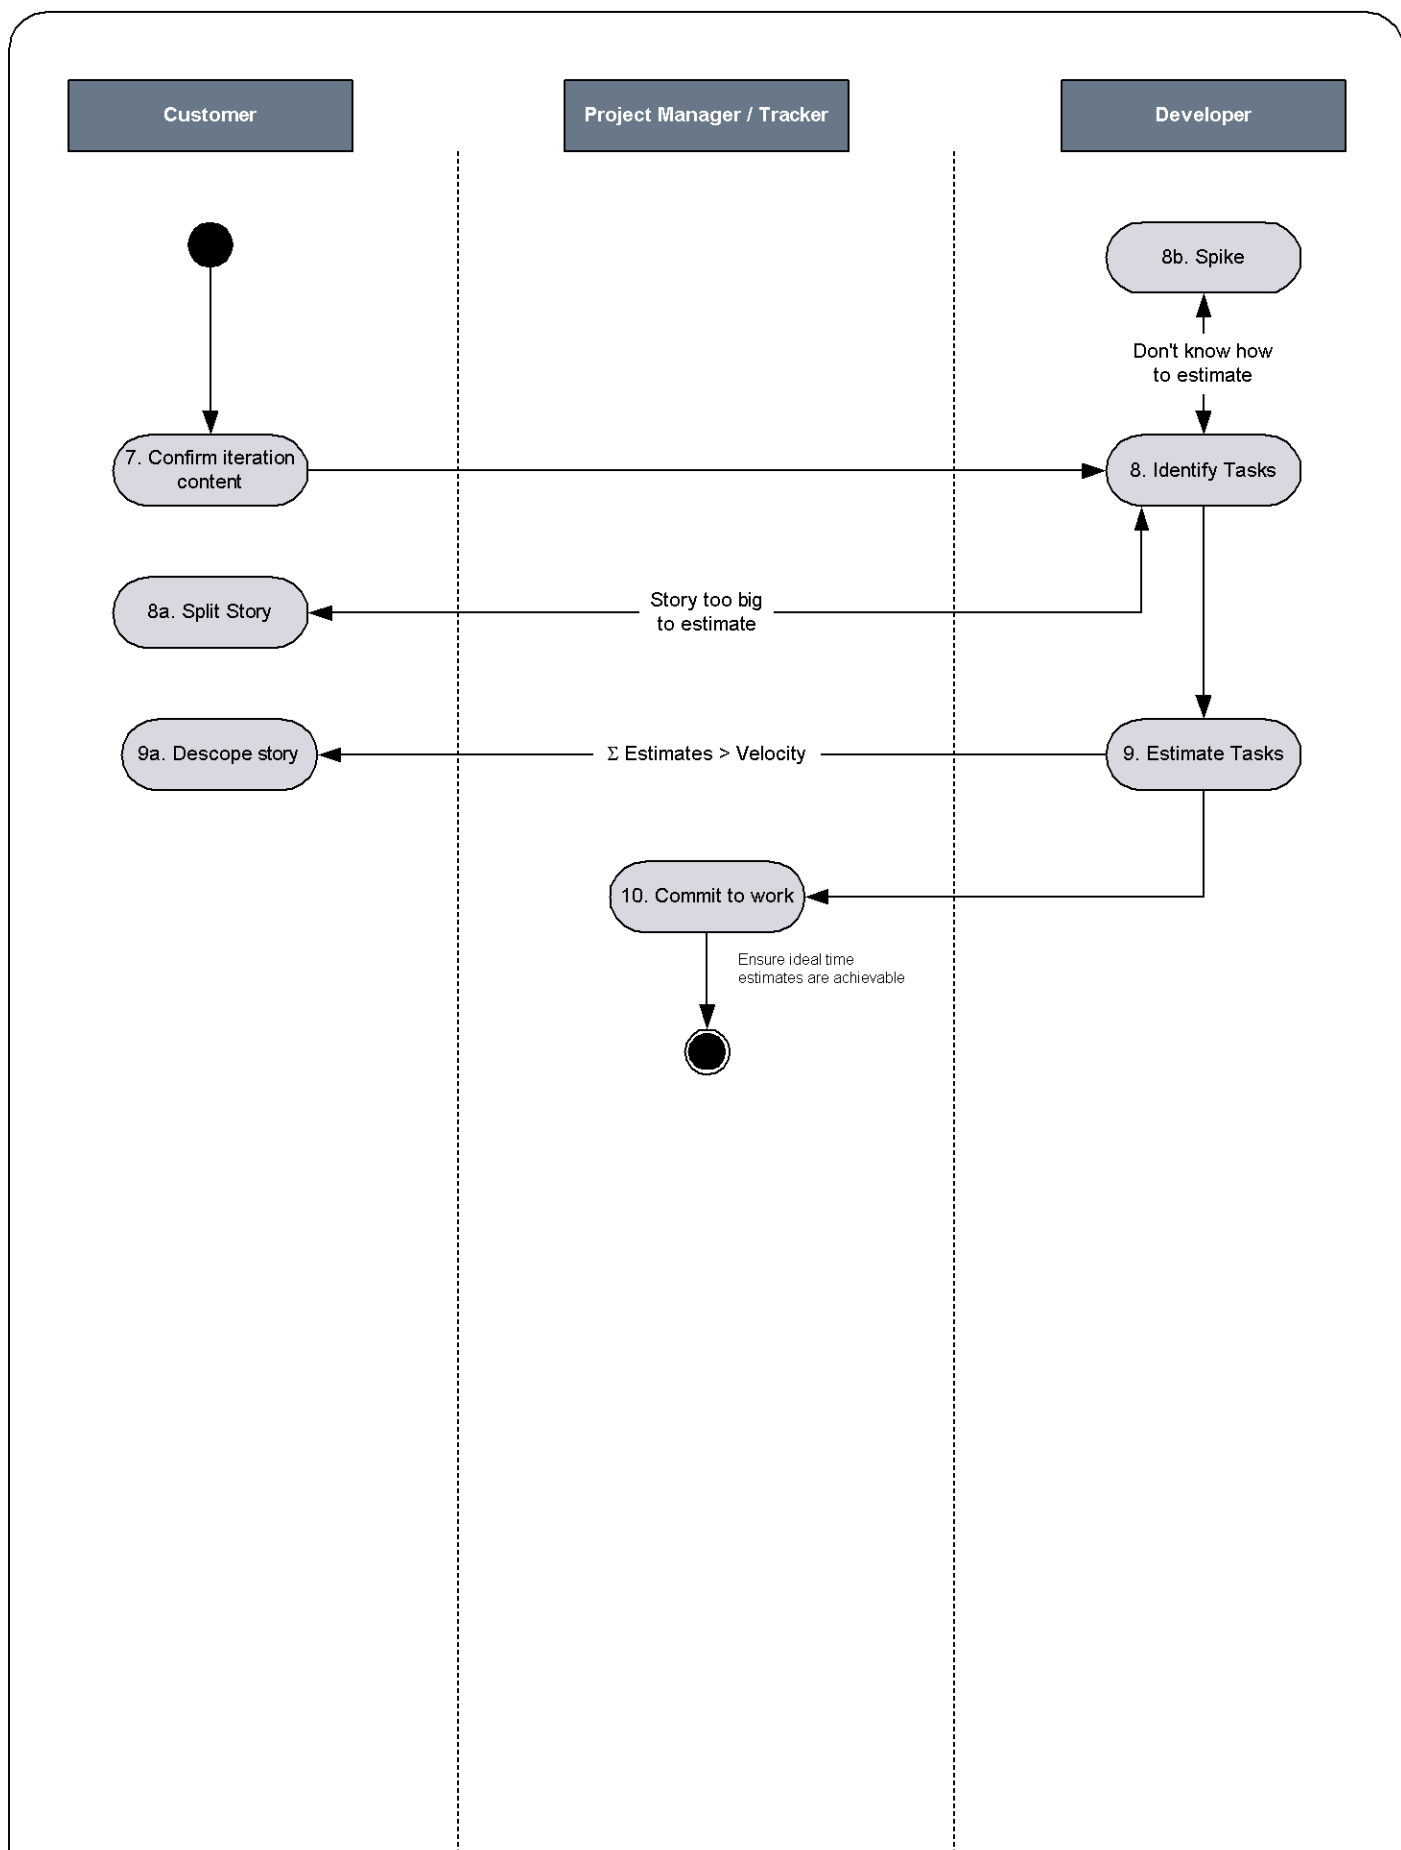 Customer
Project Manager / Tracker
Developer
8b. Spike
Don't know how
to estimate
7. Confirm iteration
content
8. Identify Tasks
8a. Split Story
Story too big
to estimate
9a. Descope story
Σ Estimates > Velocity
9. Estimate Tasks
10. Commit to work
Ensure ideal time
estimates are achievable